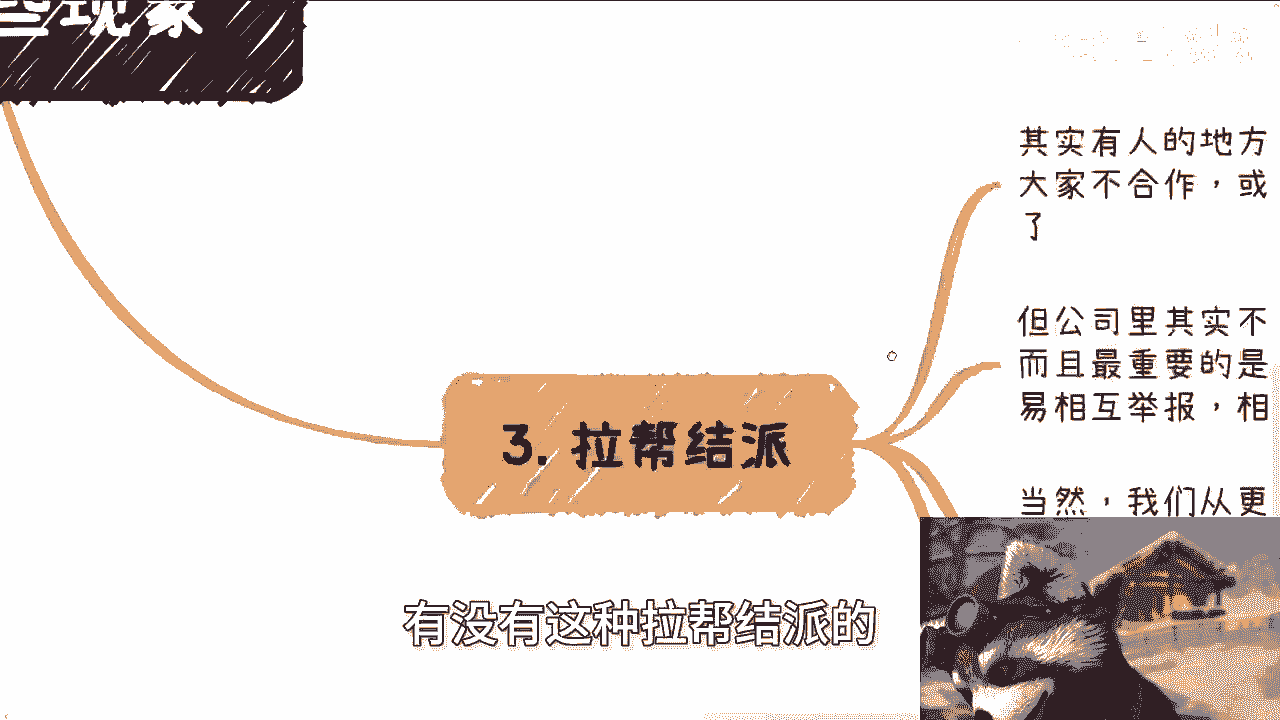 些现象
其实有人的地方
大家不合作，或
了
但公司里其实不
而且最重要的是
易相互举报，相
3. 拉帮结派
当然，我们从更
有没有这种拉帮结派的